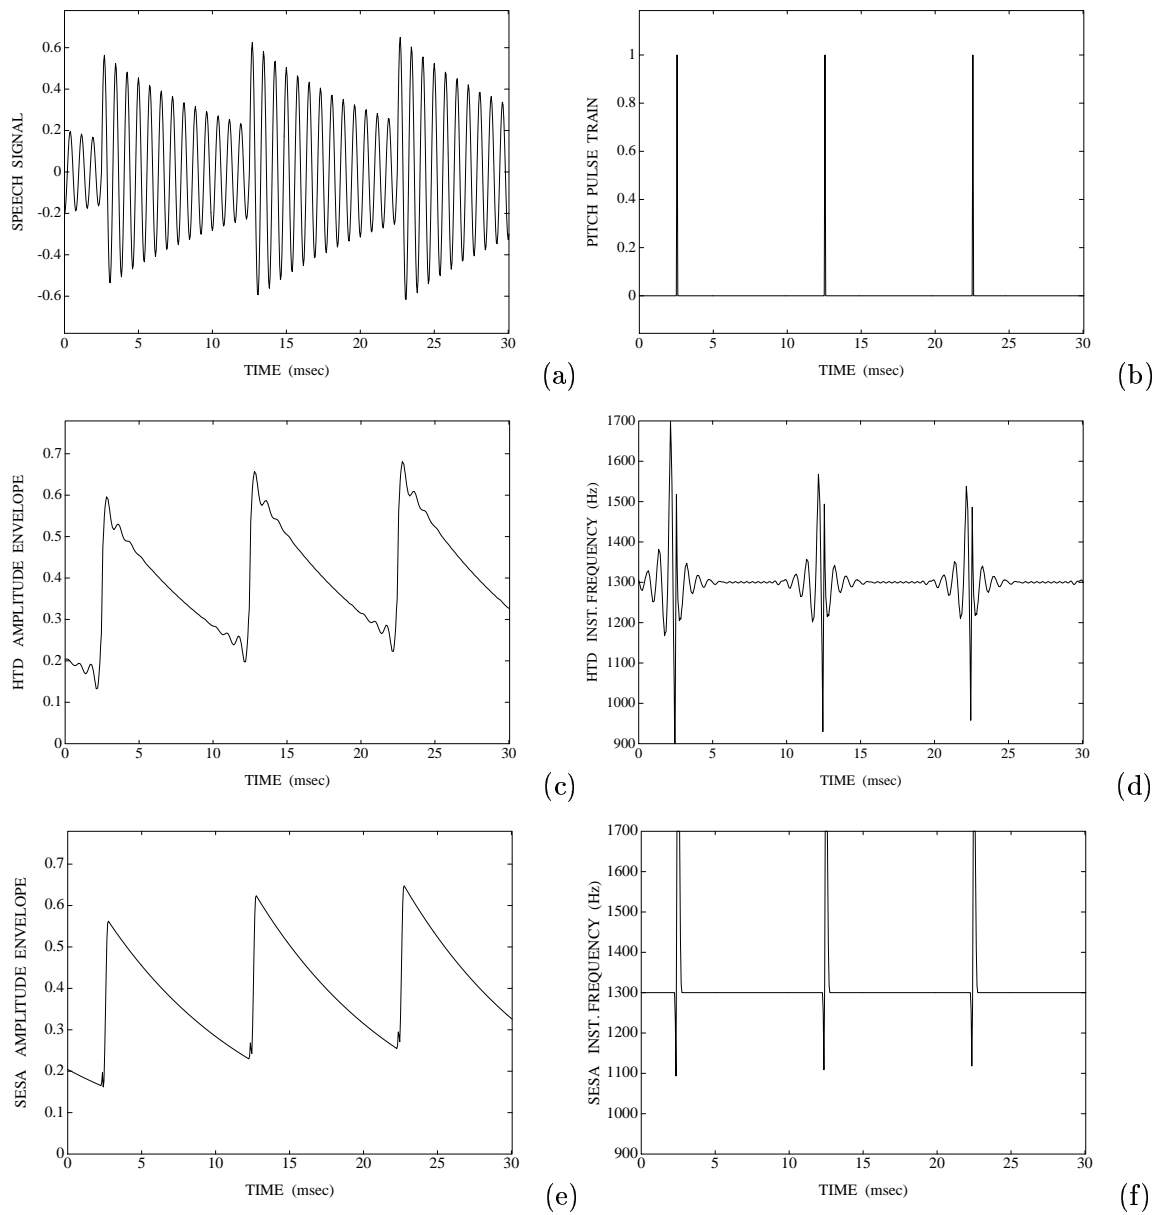 SPEECH SIGNAL
0.6
0.4
0.2
0
-0.2
-0.4
-0.6
0 5 10 15 20 25 30
TIME (msec)
(a)
PITCH PULSE TRAIN
1
0.8
0.6
0.4
0.2
0
0 5 10 15 20 25 30
TIME (msec)
(b)
HTD AMPLITUDE ENVELOPE
0.7
0.6
0.5
0.4
0.3
0.2
0.1
0
0 5 10 15 20 25 30
TIME (msec)
(c)
HTD INST. FREQUENCY (Hz)
1700
1600
1500
1400
1300
1200
1100
1000
900
0 5 10 15 20 25 30
TIME (msec)
(d)
SESA AMPLITUDE ENVELOPE
0.7
0.6
0.5
0.4
0.3
0.2
0.1
0
0 5 10 15 20 25 30
TIME (msec)
(e)
SESA INST. FREQUENCY (Hz)
1700
1600
1500
1400
1300
1200
1100
1000
900
0 5 10 15 20 25 30
TIME (msec)
(f)